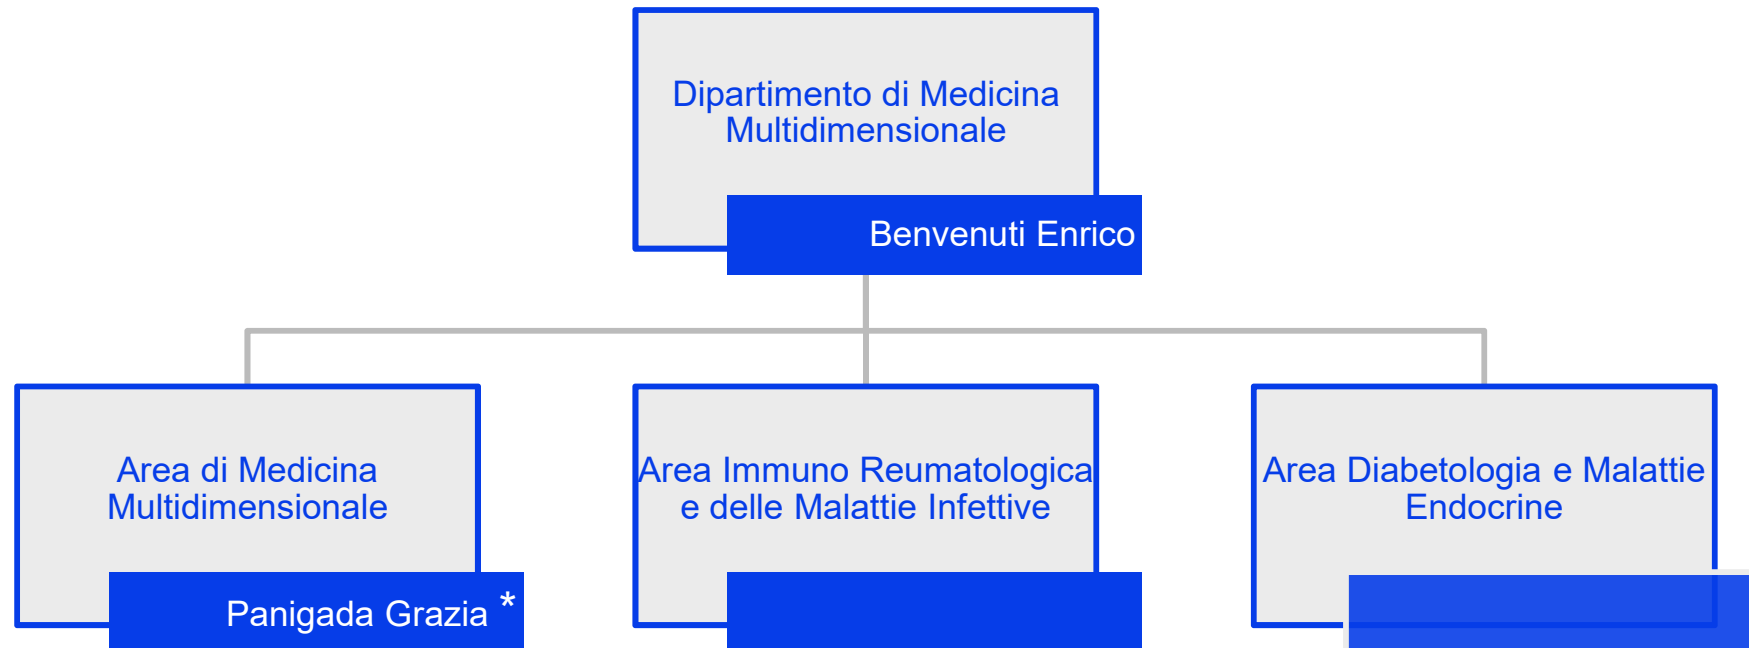 Dipartimento di Medicina
Multidimensionale
Benvenuti Enrico
Area di Medicina
Multidimensionale
Panigada Grazia *
Area Immuno Reumatologica
e delle Malattie Infettive
Area Diabetologia e Malattie
Endocrine